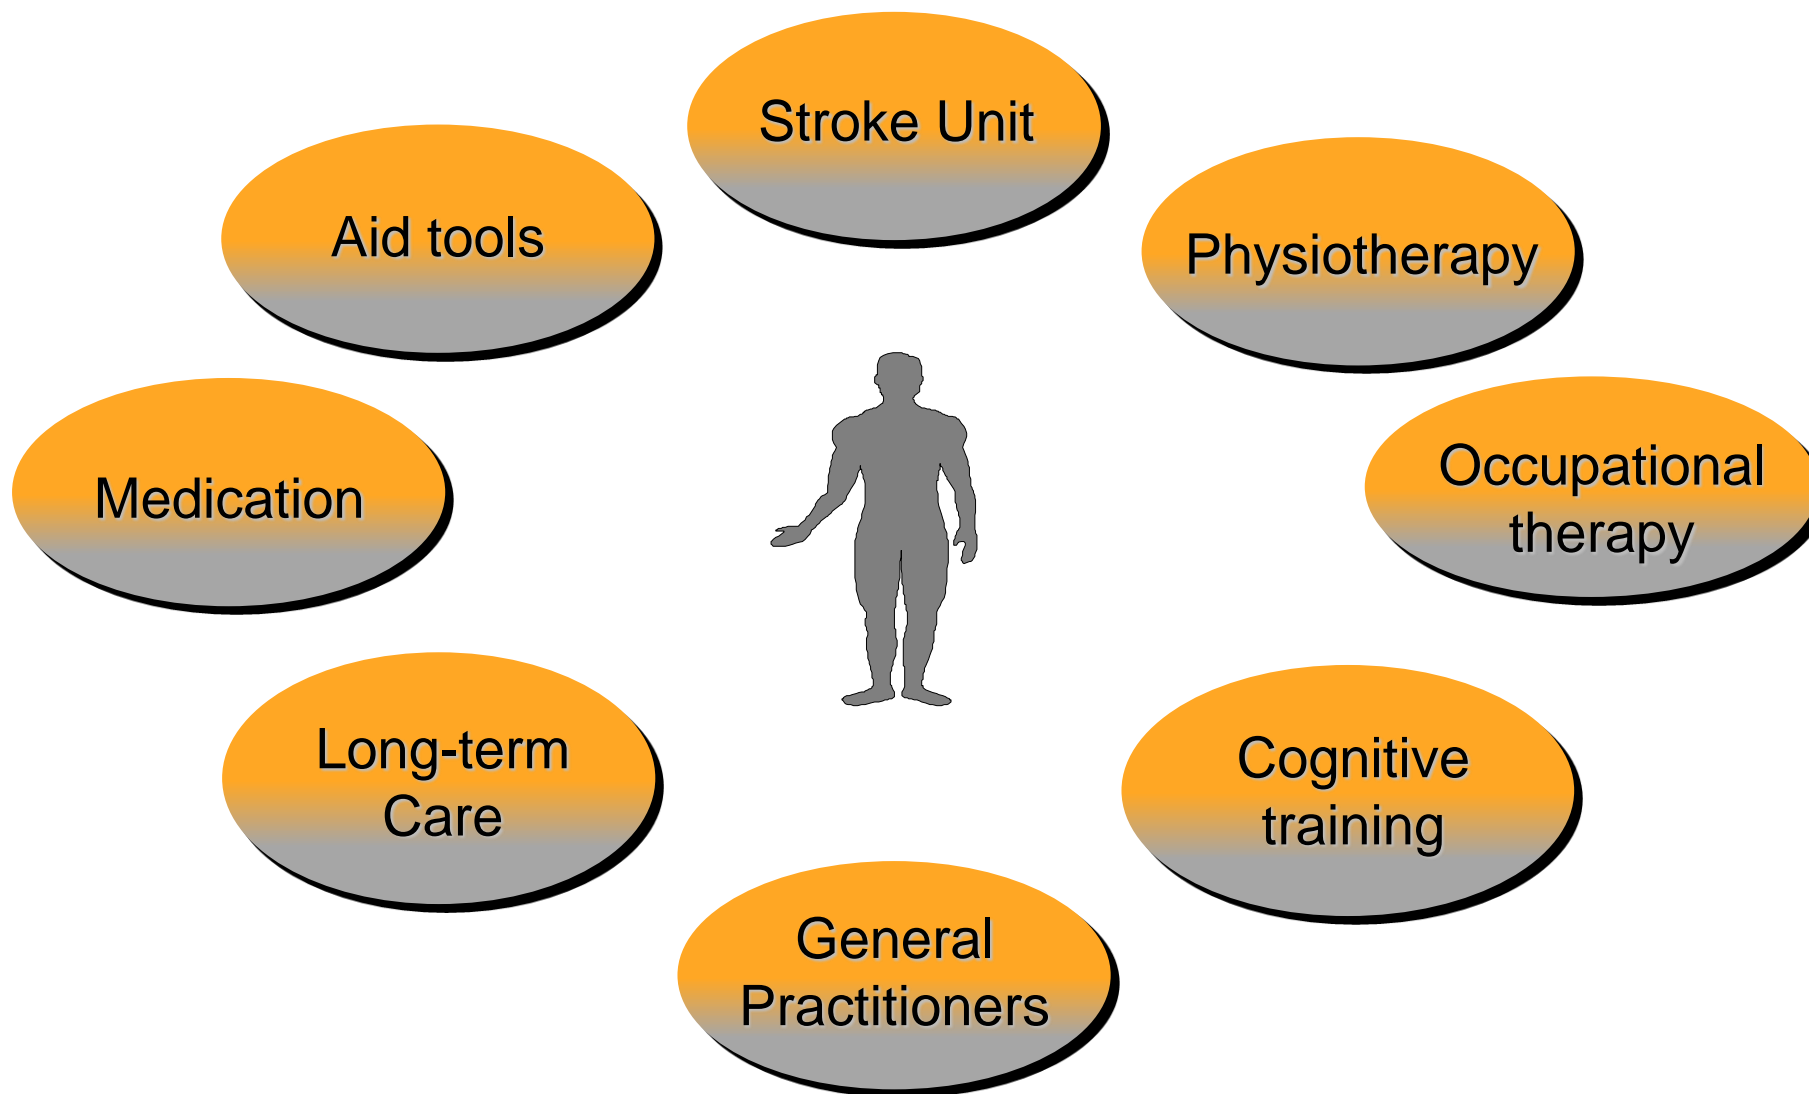 Stroke Unit
Aid tools
Physiotherapy
Medication
Occupational
therapy
Long-term
Care
Cognitive
training
General
Practitioners